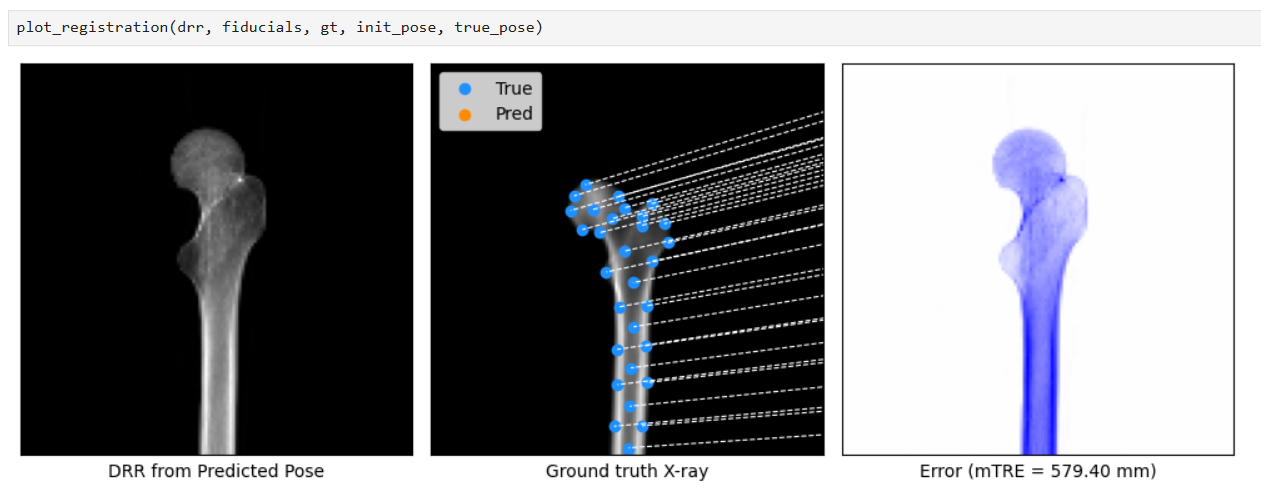 plot_registration(drr, fiducials, gt, init_pose, true_pose)
True
Pred
DRR from Predicted Pose
Ground truth X-ray
Error (mTRE = 579.40 mm)